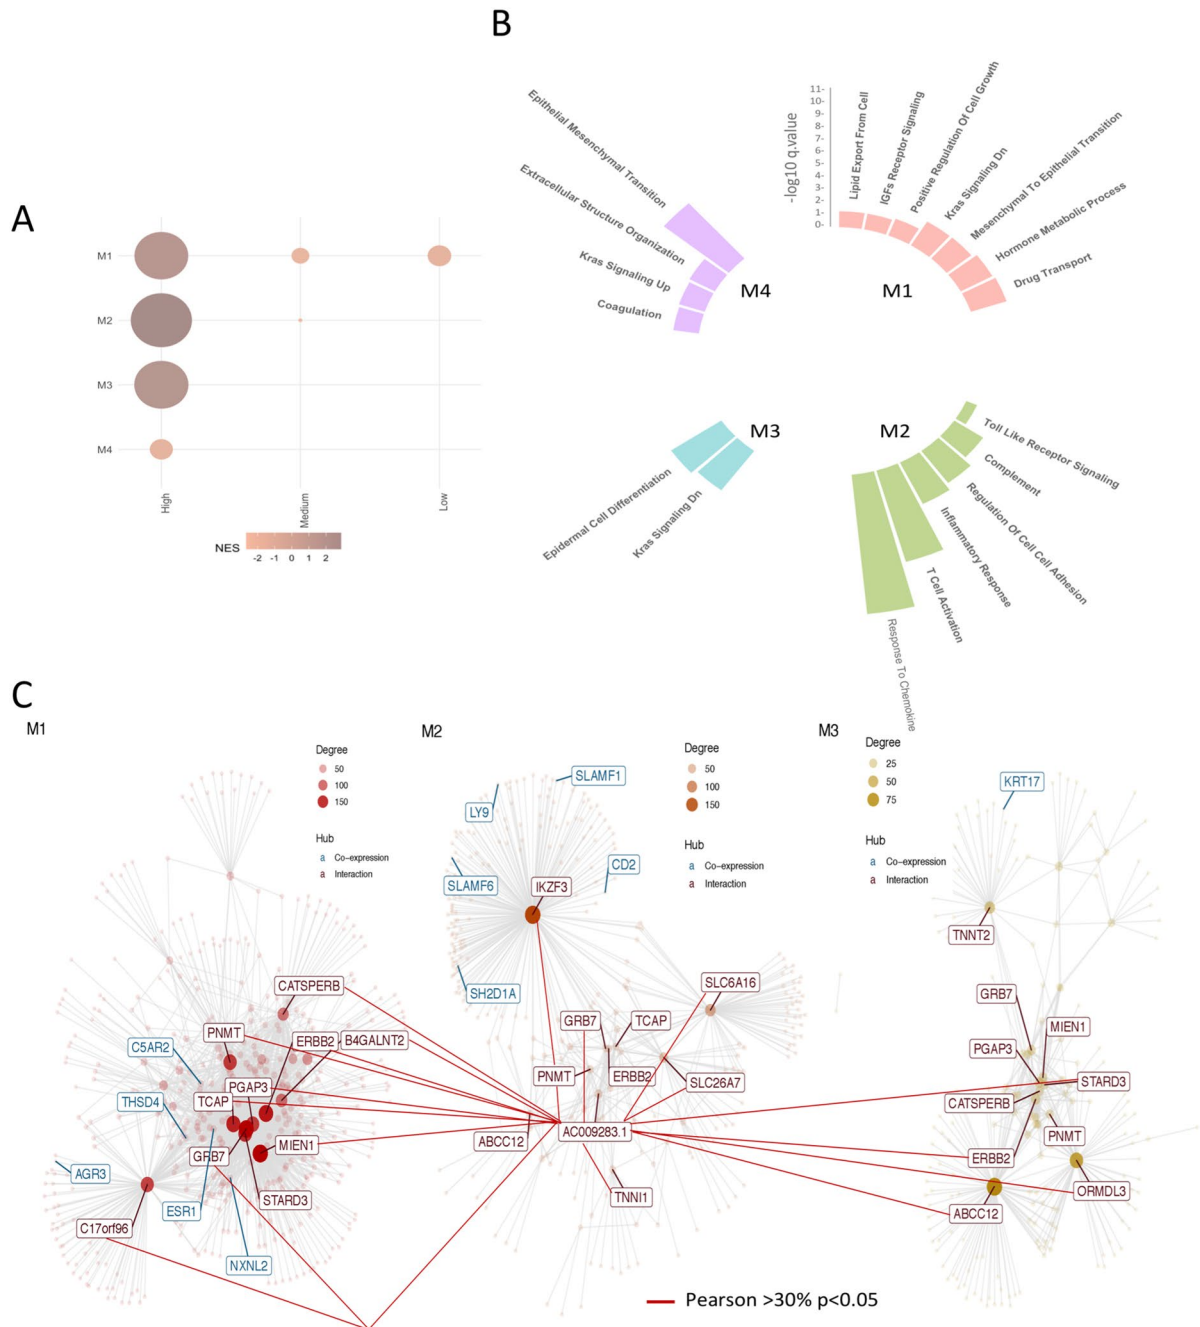 B
Epithelial Mesenchymal Transition
Extracellular Structure Organization
Kras Signaling Up
Coagulation
M4
-log10 q.value
11-
10-
9-
8-
7-
6-
5-
4-
3-
2-
1-
0-
Lipid Export From Cell
IGFs Receptor Signaling
Positive Regulation Of Cell Growth
Kras Signaling Dn
Mesenchymal To Epithelial Transition
Hormone Metabolic Process
Drug Transport
M1
M3
Epidermal Cell Differentiation
Kras Signaling Dn
M2
Toll Like Receptor Signaling
Complement
Regulation Of Cell Cell Adhesion
Inflammatory Response
T Cell Activation
Response To Chemokine
A
M1
M2
M3
M4
High
Medium
Low
NES
-2 -1 0 1 2
C
M1
Degree
50
100
150
Hub
a Co-expression
a Interaction
CATSPERB
PNMT
ERBB2
B4GALNT2
C5AR2
PGAP3
THSD4
TCAP
MIEN1
GRB7
AGR3
STARD3
ESR1
C17orf96
NXNL2
M2
Degree
50
100
150
Hub
a Co-expression
a Interaction
SLAMF1
LY9
CD2
SLAMF6
IKZF3
SH2D1A
SLC6A16
GRB7
TCAP
PNMT
ERBB2
SLC26A7
AC009283.1
ABCC12
TNNI1
M3
Degree
25
50
75
Hub
a Co-expression
a Interaction
KRT17
TNNT2
GRB7
MIEN1
PGAP3
STARD3
CATSPERB
PNMT
ERBB2
ORMDL3
ABCC12
Pearson >30% p<0.05